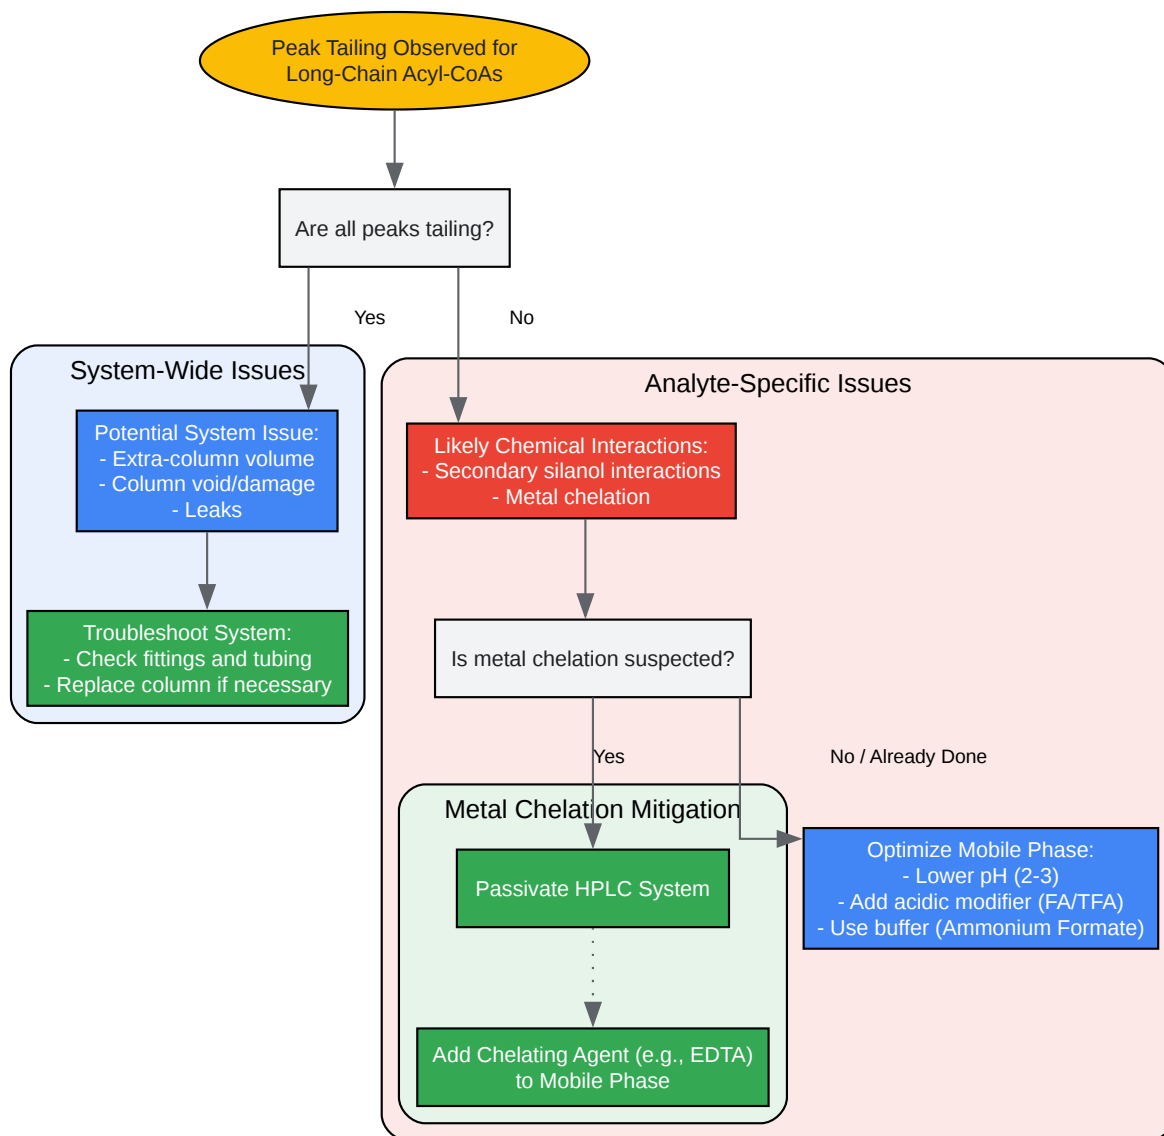 Peak Tailing Observed for
Long-Chain Acyl-CoAs
Are all peaks tailing?
Yes
No
System-Wide Issues
Potential System Issue:
- Extra-column volume
- Column void/damage
- Leaks
Troubleshoot System:
- Check fittings and tubing
- Replace column if necessary
Analyte-Specific Issues
Likely Chemical Interactions:
- Secondary silanol interactions
- Metal chelation
Is metal chelation suspected?
Yes
No / Already Done
Metal Chelation Mitigation
Passivate HPLC System
Add Chelating Agent (e.g., EDTA)
to Mobile Phase
Optimize Mobile Phase:
- Lower pH (2-3)
- Add acidic modifier (FA/TFA)
- Use buffer (Ammonium Formate)